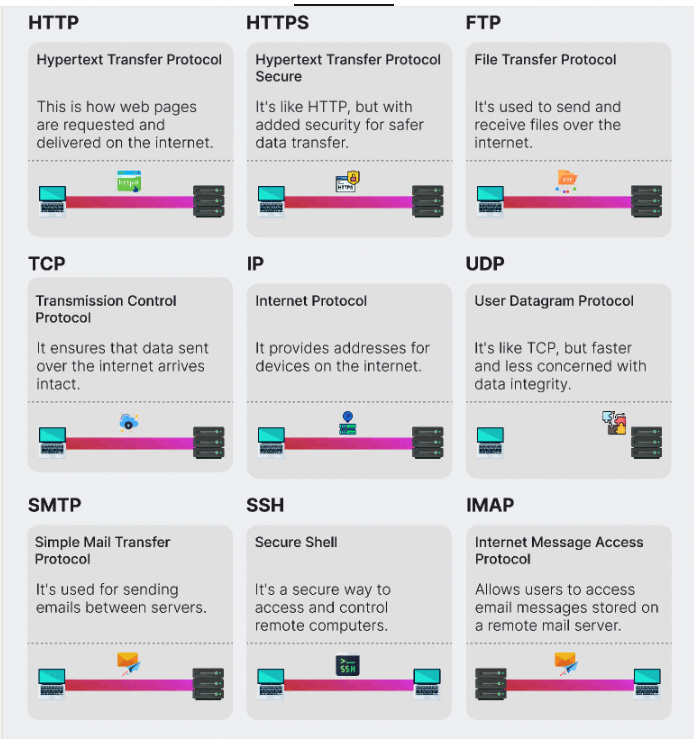 HTTP
Hypertext Transfer Protocol
This is how web pages
are requested and
delivered on the internet.
http://
HTTPS
Hypertext Transfer Protocol
Secure
It's like HTTP, but with
added security for safer
data transfer.
HTTPS
FTP
File Transfer Protocol
It's used to send and
receive files over the
internet.
FTP
TCP
Transmission Control
Protocol
It ensures that data sent
over the internet arrives
intact.
IP
Internet Protocol
It provides addresses for
devices on the internet.
UDP
User Datagram Protocol
It's like TCP, but faster
and less concerned with
data integrity.
SMTP
Simple Mail Transfer
Protocol
It's used for sending
emails between servers.
SSH
Secure Shell
It's a secure way to
access and control
remote computers.
SSH
IMAP
Internet Message Access
Protocol
Allows users to access
email messages stored on
a remote mail server.